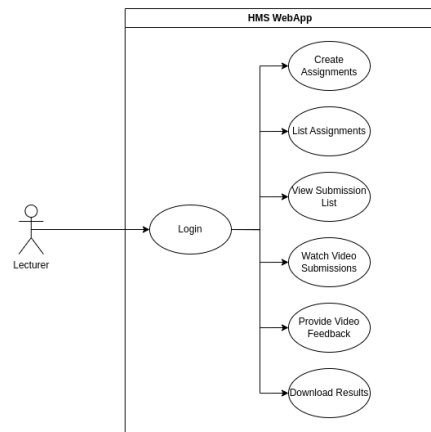 HMS WebApp
Create
Assignments
List Assignments
View Submission
List
Login
Watch Video
Submissions
Lecturer
Provide Video
Feedback
Download Results